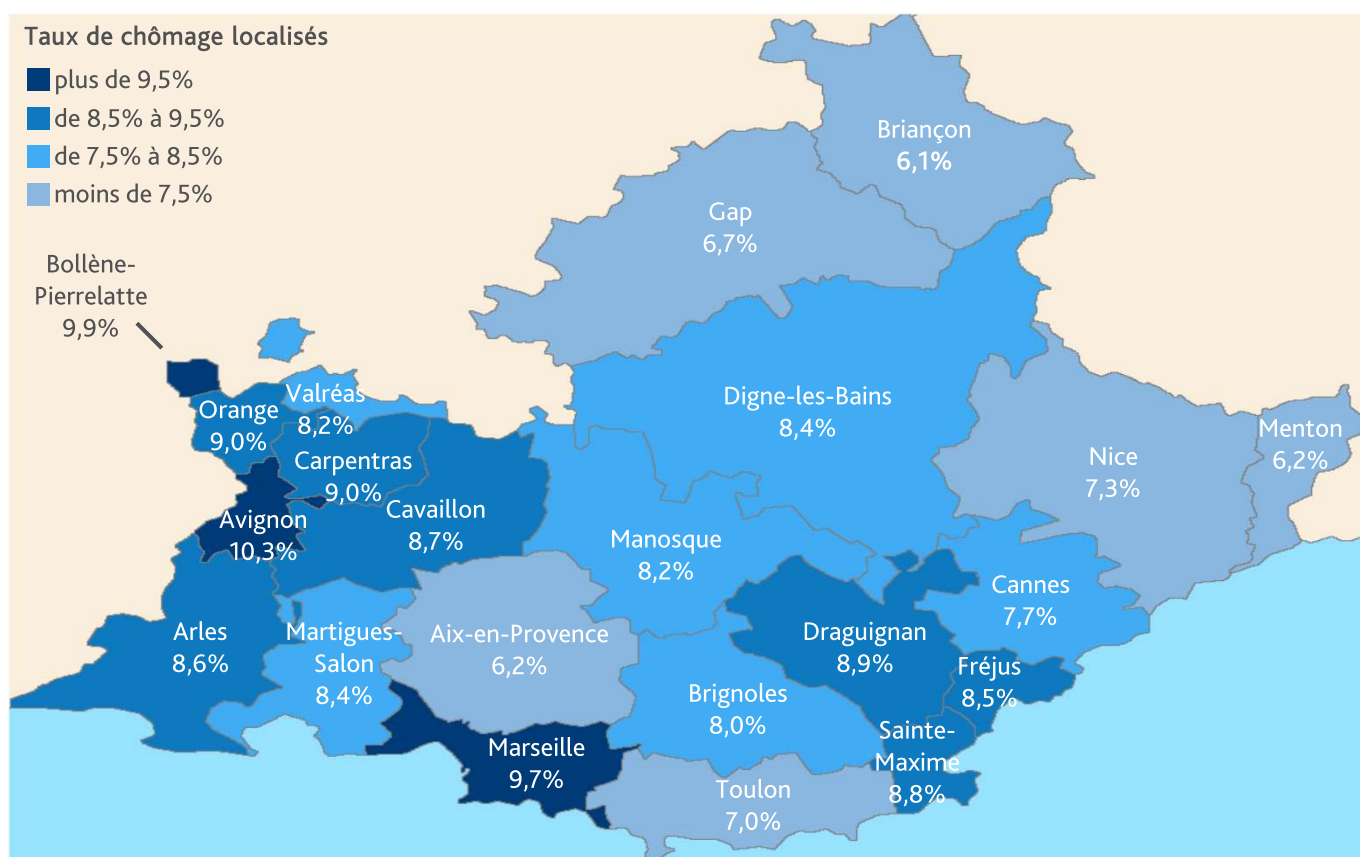 Taux de chômage localisés
plus de 9,5%
de 8,5% à 9,5%
de 7,5% à 8,5%
moins de 7,5%
Briançon
6,1%
Gap
6,7%
Bollène-
Pierrelatte
9,9%
Valréas
8,2%
Orange
9,0%
Carpentras
9,0%
Digne-les-Bains
8,4%
Menton
6,2%
Nice
7,3%
Avignon
10,3%
Cavaillon
8,7%
Manosque
8,2%
Cannes
7,7%
Arles
8,6%
Martigues-
Salon
8,4%
Aix-en-Provence
6,2%
Draguignan
8,9%
Fréjus
8,5%
Brignoles
8,0%
Sainte-
Maxime
8,8%
Marseille
9,7%
Toulon
7,0%